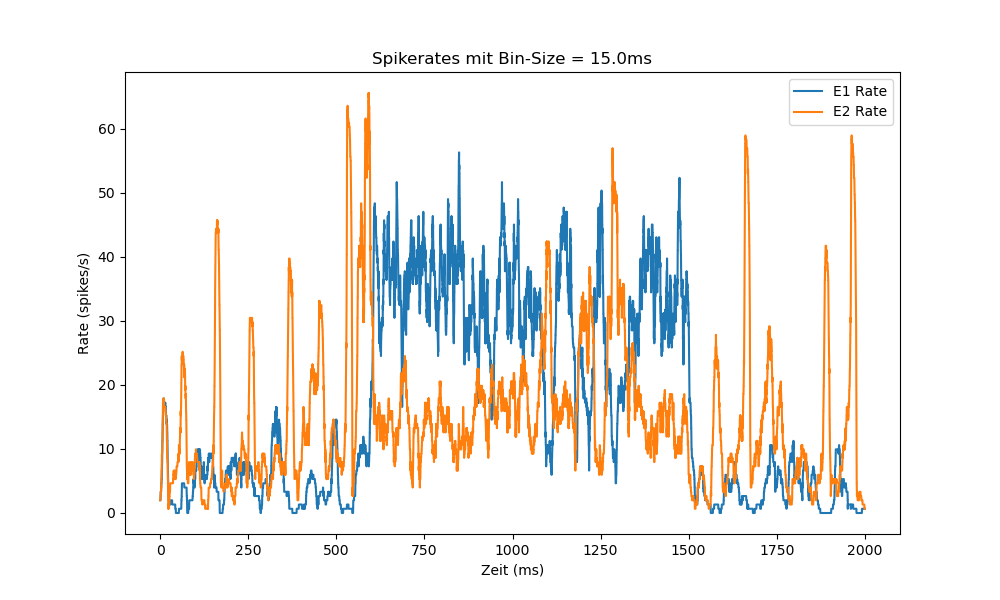 Spikerates mit Bin-Size = 15.0ms
E1 Rate
E2 Rate
Rate (spikes/s)
60
50
40
30
20
10
0
0 250 500 750 1000 1250 1500 1750 2000
Zeit (ms)